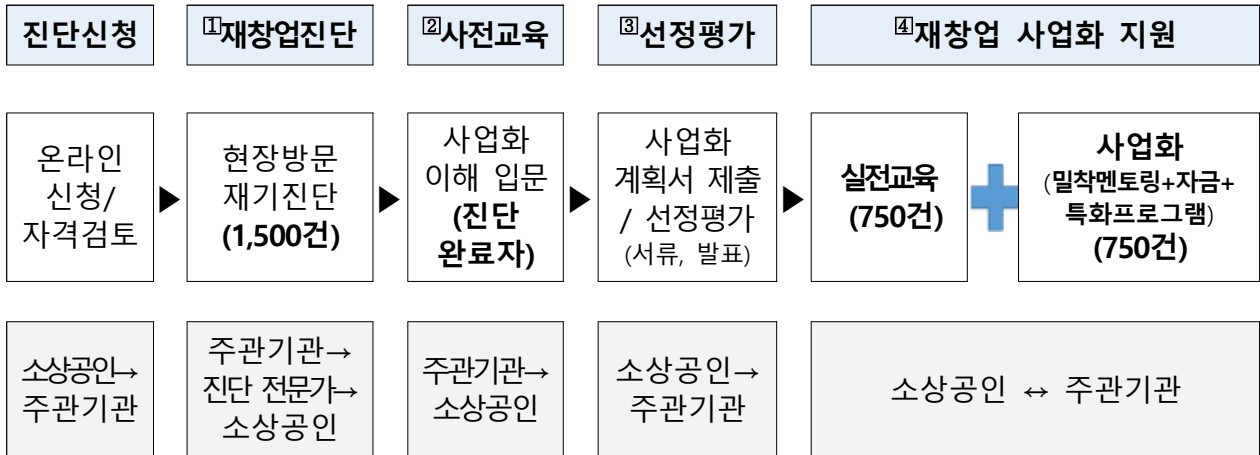 진단신청
1재창업진단
2사전교육
3선정평가
4재창업 사업화 지원
온라인
신청/
자격검토
▶
현장방문
재기진단
(1,500건)
▶
사업화
이해 입문
(진단
완료자)
▶
사업화
계획서 제출
/ 선정평가
(서류, 발표)
▶
실전교육
(750건)
사업화
(밀착멘토링+자금+
특화프로그램)
(750건)
소상공인→
주관기관
주관기관→
진단 전문가→
소상공인
주관기관→
소상공인
소상공인→
주관기관
소상공인 ↔ 주관기관